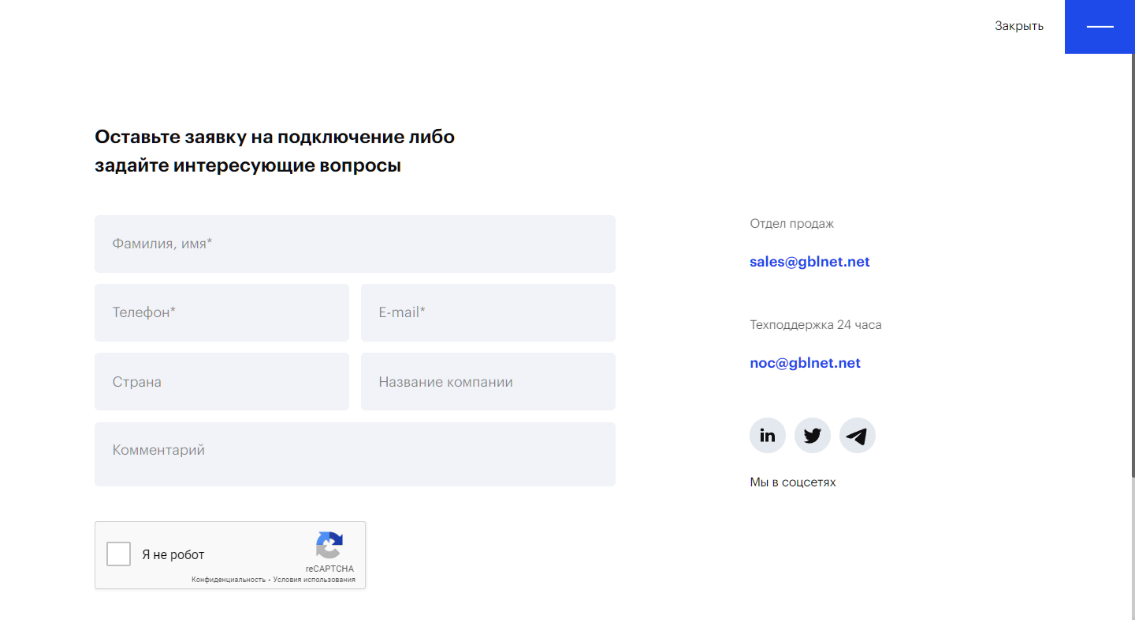 Закрыть
Оставьте заявку на подключение либо
задайте интересующие вопросы
Фамилия, имя*
Телефон*
E-mail*
Страна
Название компании
Комментарий
Я не робот
reCAPTCHA
Конфиденциальность - Условия использования
Отдел продаж
sales@gblnet.net
Техподдержка 24 часа
noc@gblnet.net
in
Мы в соцсетях